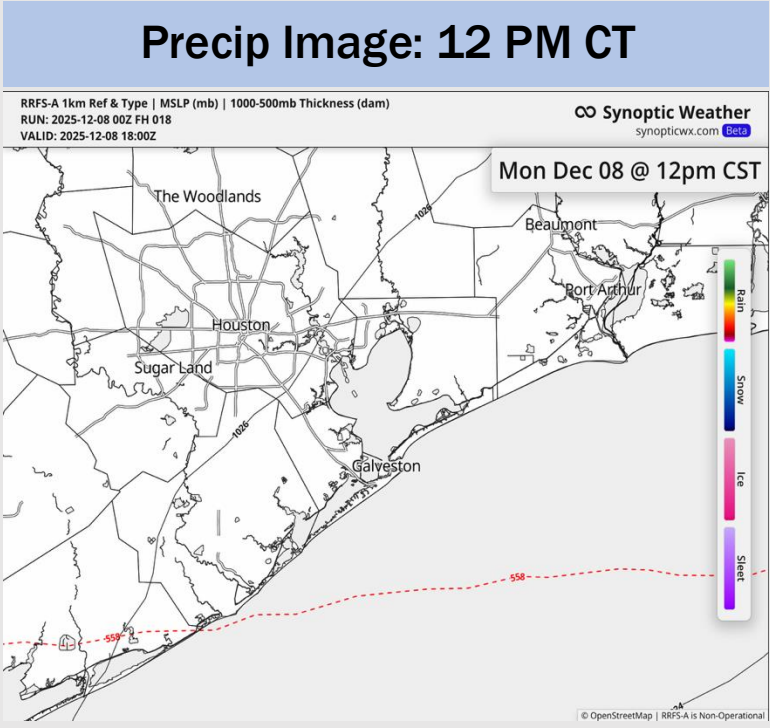 Precip Image: 12 PM CT
RRFS-A 1km Ref & Type | MSLP (mb) | 1000-500mb Thickness (dam)
RUN: 2025-12-08 00Z FH 018
VALID: 2025-12-08 18:00Z
Synoptic Weather
synopticwx.com Beta
Mon Dec 08 @ 12pm CST
The Woodlands
1026
Beaumont
Port Arthur
Rain
Houston
Sugar Land
Snow
1026
Galveston
Ice
Sleet
558
558
© OpenStreetMap | RRFS-A is Non-Operational